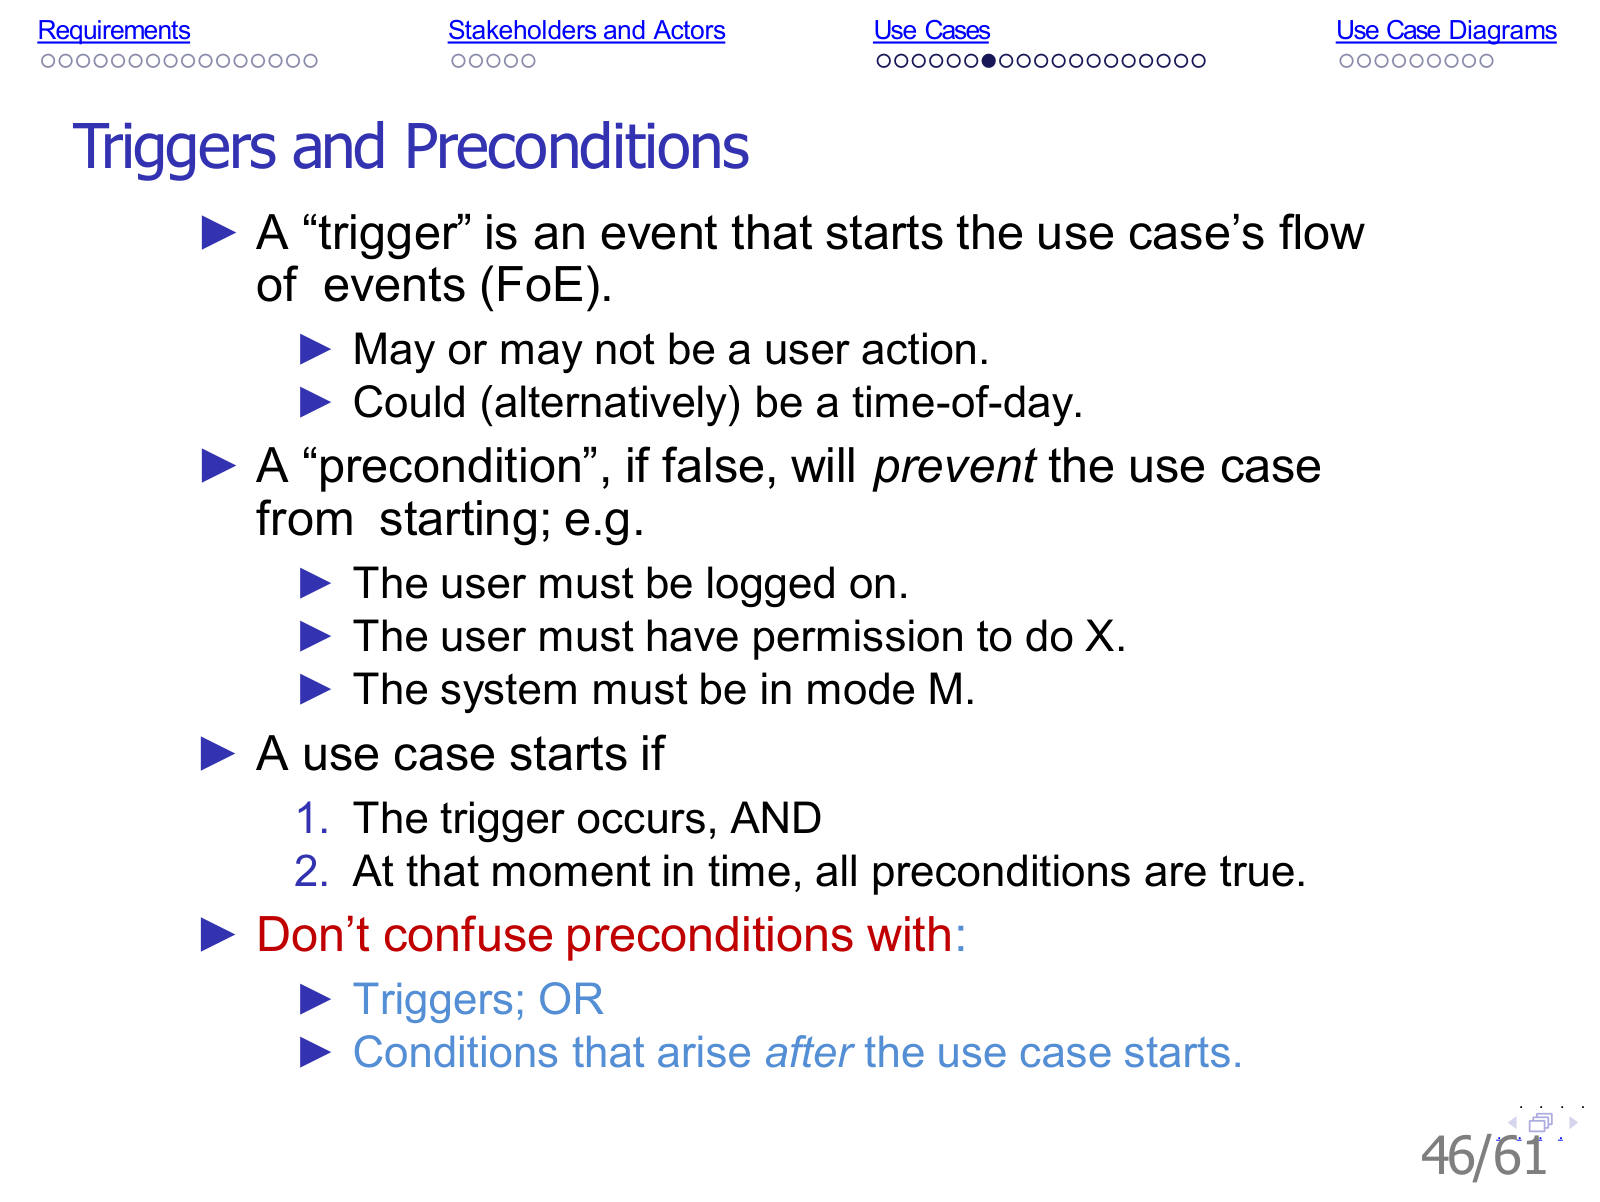 Requirements
Stakeholders and Actors
Use Cases
Use Case Diagrams
Triggers and Preconditions
► A “trigger” is an event that starts the use case’s flow
of events (FoE).
► May or may not be a user action.
► Could (alternatively) be a time-of-day.
► A “precondition”, if false, will prevent the use case
from starting; e.g.
► The user must be logged on.
► The user must have permission to do X.
► The system must be in mode M.
► A use case starts if
1. The trigger occurs, AND
2. At that moment in time, all preconditions are true.
► Don’t confuse preconditions with:
► Triggers; OR
► Conditions that arise after the use case starts.
46/61